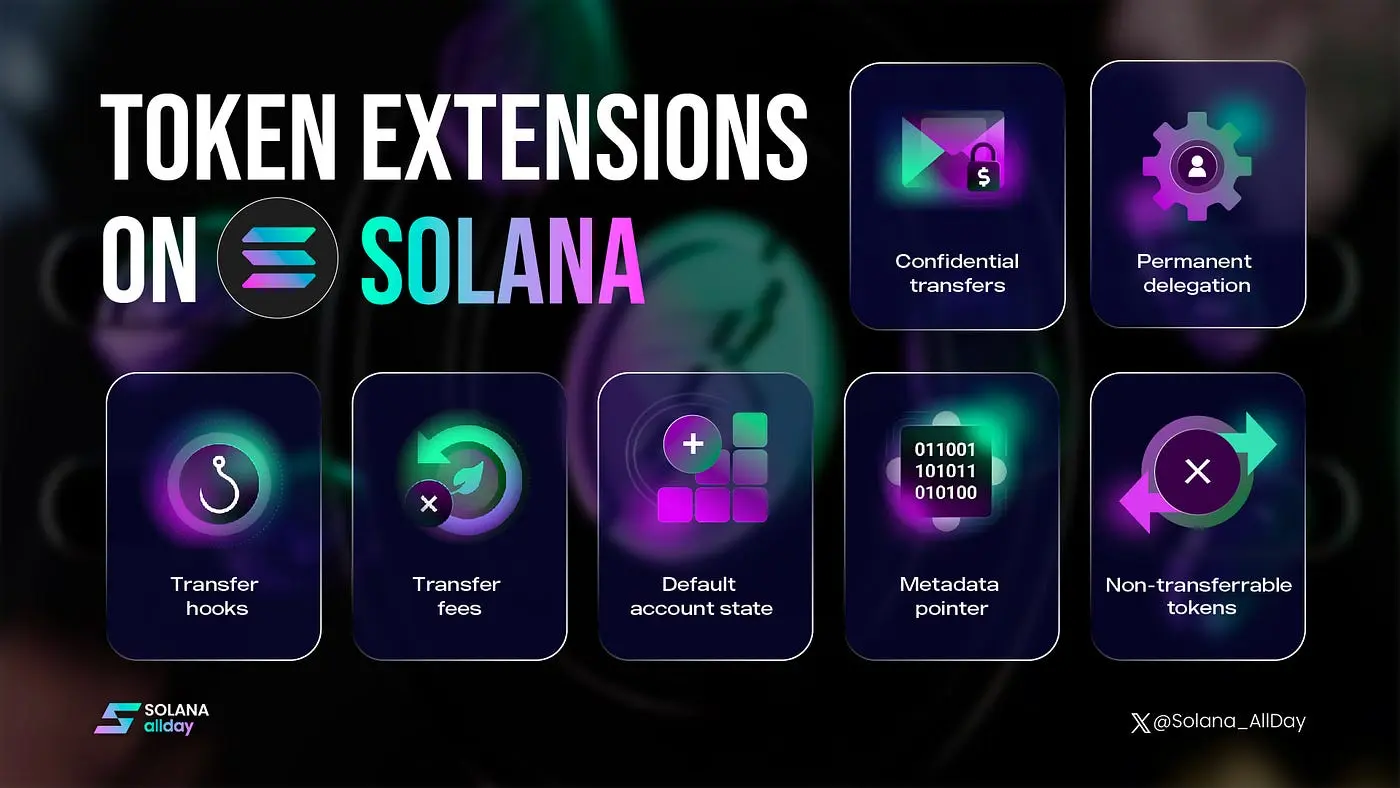 TOKEN EXTENSIONS
ON SOLANA
Confidential
transfers
Permanent
delegation
$
Transfer
hooks
Transfer
fees
Default
account state
011001
101011
010100
Metadata
pointer
Non-transferrable
tokens
SOLANA
allday
@Solana_AllDay